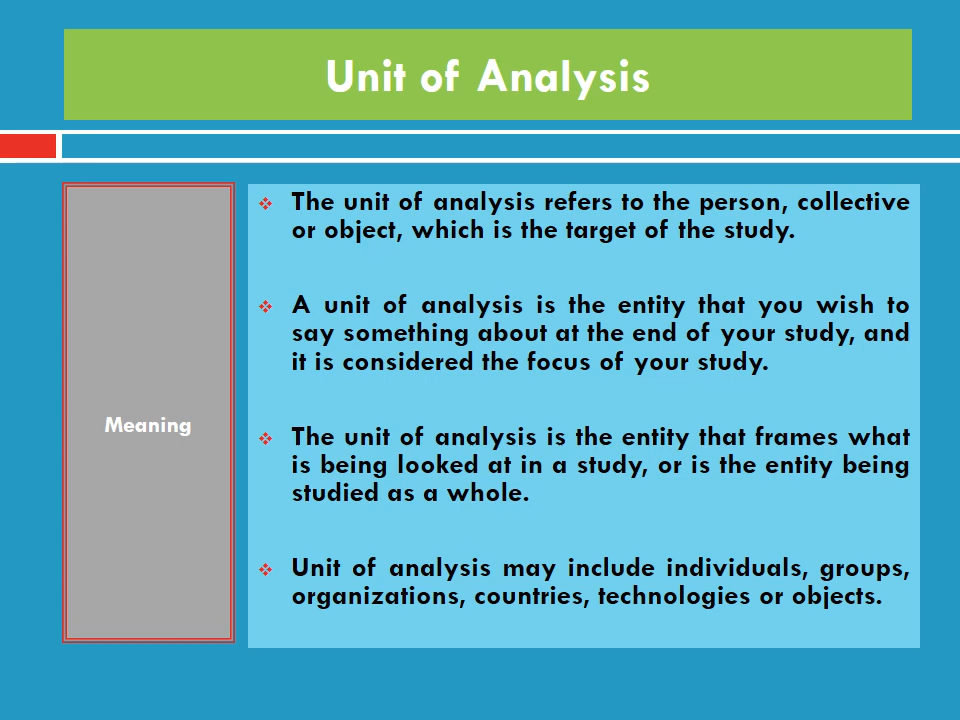 Unit of Analysis
Meaning
The unit of analysis refers to the person, collective
or object, which is the target of the study.
A unit of analysis is the entity that you wish to
say something about at the end of your study, and
it is considered the focus of your study.
The unit of analysis is the entity that frames what
is being looked at in a study, or is the entity being
studied as a whole.
Unit of analysis may include individuals, groups,
organizations, countries, technologies or objects.